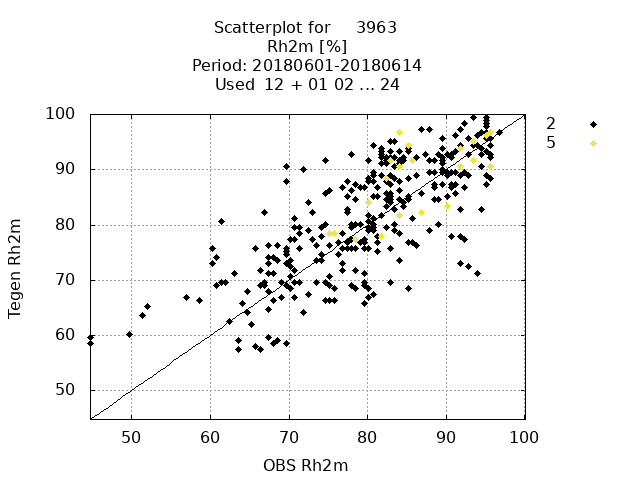 Scatterplot for 3963
Rh2m [%]
Period: 20180601-20180614
Used 12 + 01 02 ... 24
100
90
80
70
60
50
Tegen Rh2m
50 60 70 80 90 100
OBS Rh2m
2
5